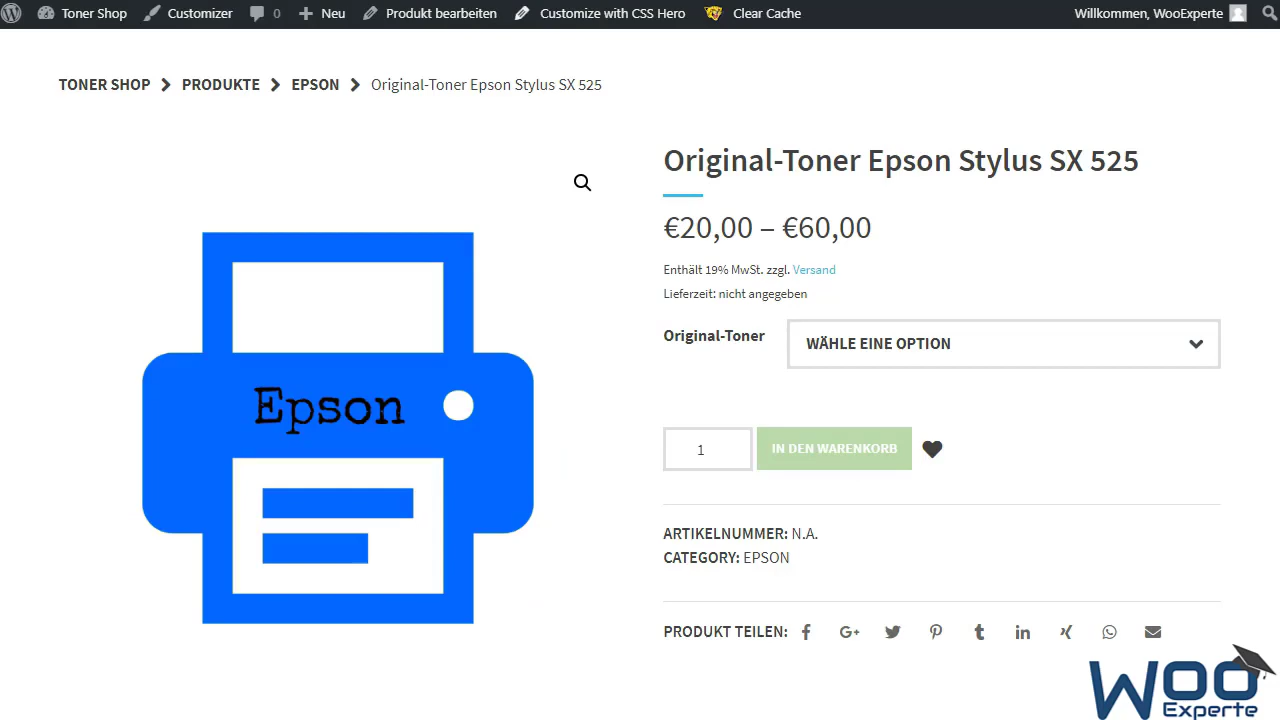 Toner Shop Customizer 0 Neu Produkt bearbeiten Customize with CSS Hero Clear Cache Willkommen, WooExperte
TONER SHOP PRODUKTE EPSON Original-Toner Epson Stylus SX 525
Original-Toner Epson Stylus SX 525
€20,00 – €60,00
Enthält 19% MwSt. zzgl. Versand
Lieferzeit: nicht angegeben
Original-Toner WÄHLE EINE OPTION
Epson
1 IN DEN WARENKORB
ARTIKELNUMMER: N.A.
CATEGORY: EPSON
PRODUKT TEILEN:
Woo
Experte